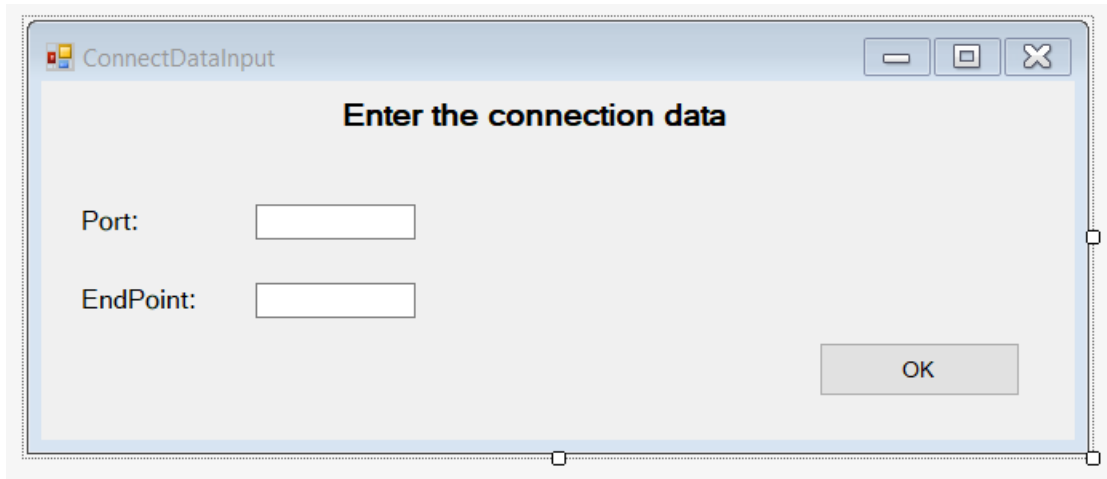 ConnectDataInput
Enter the connection data
Port:
EndPoint:
OK